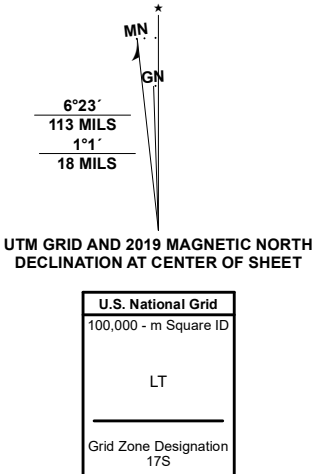 ★
MN
GN
6°23´
113 MILS
1°1´
18 MILS
UTM GRID AND 2019 MAGNETIC NORTH
DECLINATION AT CENTER OF SHEET
U.S. National Grid
100,000 - m Square ID
LT
Grid Zone Designation
17S